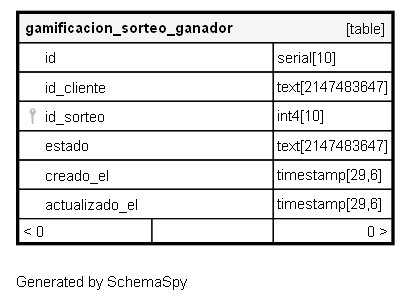 gamificacion_sorteo_ganador [table]
id serial[10]
id_cliente text[2147483647]
id_sorteo int4[10]
estado text[2147483647]
creado_el timestamp[29,6]
actualizado_el timestamp[29,6]
< 0 0 >
Generated by SchemaSpy